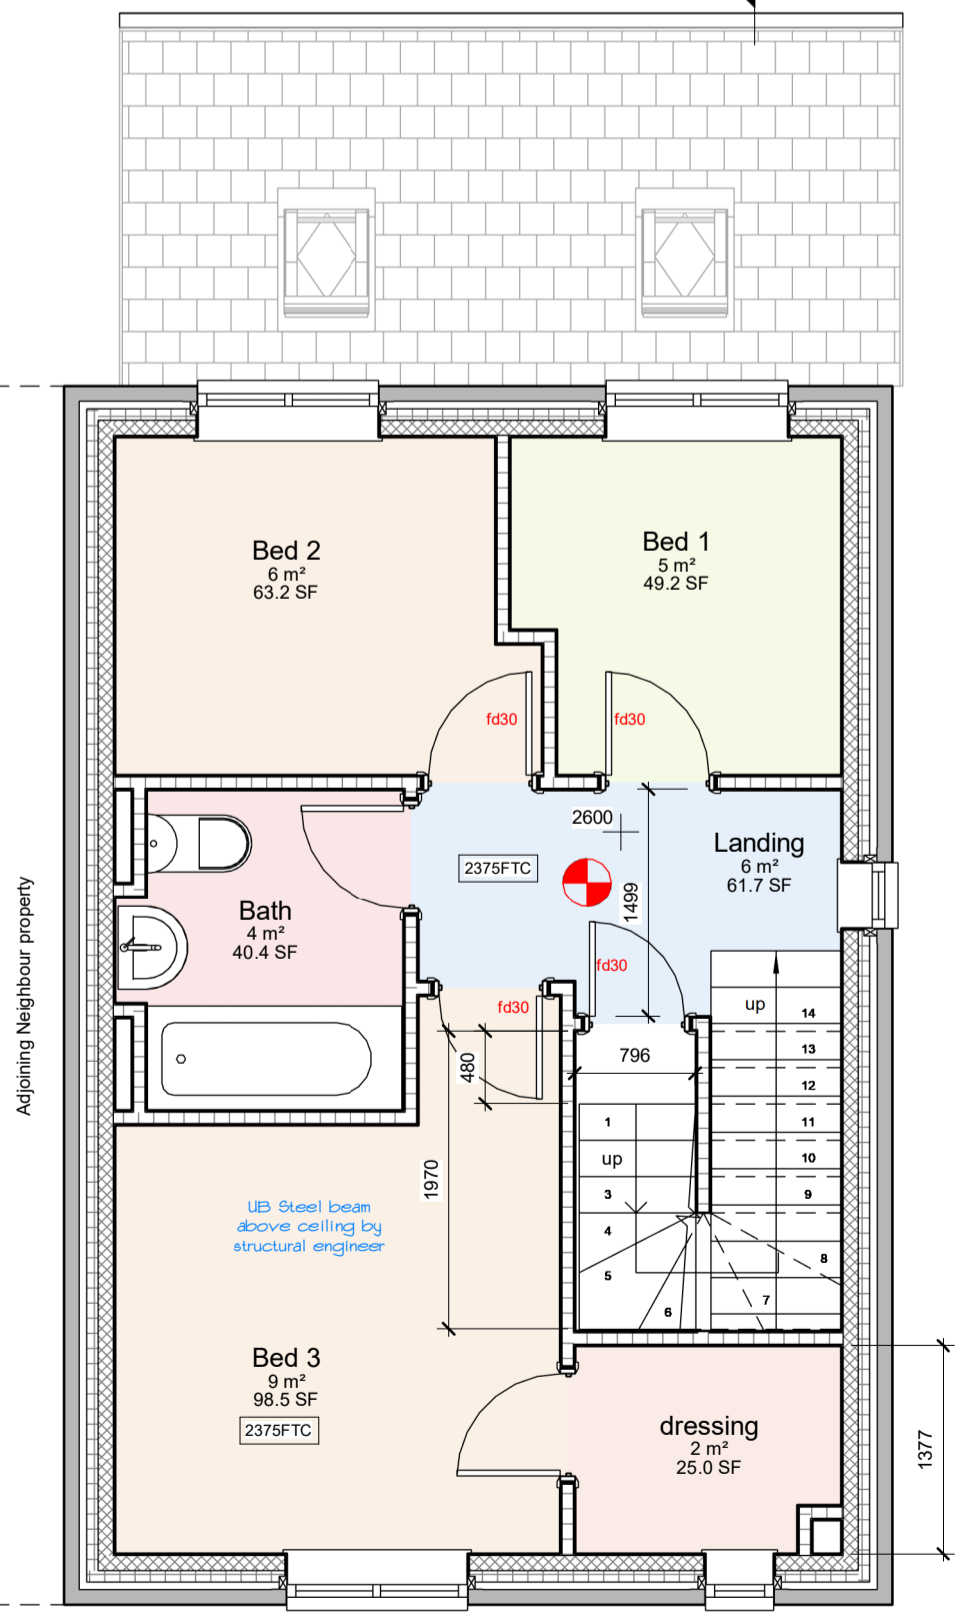 Bed 2
6 m²
63.2 SF
Bed 1
5 m²
49.2 SF
fd30
fd30
2600
Landing
6 m²
61.7 SF
2375FTC
1499
Bath
4 m²
40.4 SF
Adjoining Neighbour property
fd30
fd30
up
14
13
12
11
10
9
8
7
796
480
1970
1
up
3
4
5
6
UB Steel beam
above ceiling by
structural engineer
Bed 3
9 m²
98.5 SF
2375FTC
dressing
2 m²
25.0 SF
1377